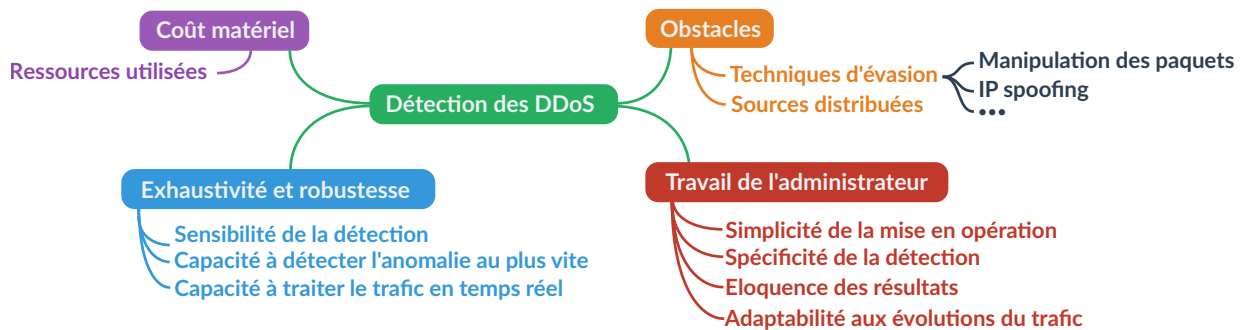 Coût matériel
Ressources utilisées
Détection des DDoS
Obstacles
Techniques d'évasion
Manipulation des paquets
IP spoofing
•••
Sources distribuées
Exhaustivité et robustesse
Sensibilité de la détection
Capacité à détecter l'anomalie au plus vite
Capacité à traiter le trafic en temps réel
Travail de l'administrateur
Simplicité de la mise en opération
Spécificité de la détection
Eloquence des résultats
Adaptabilité aux évolutions du trafic